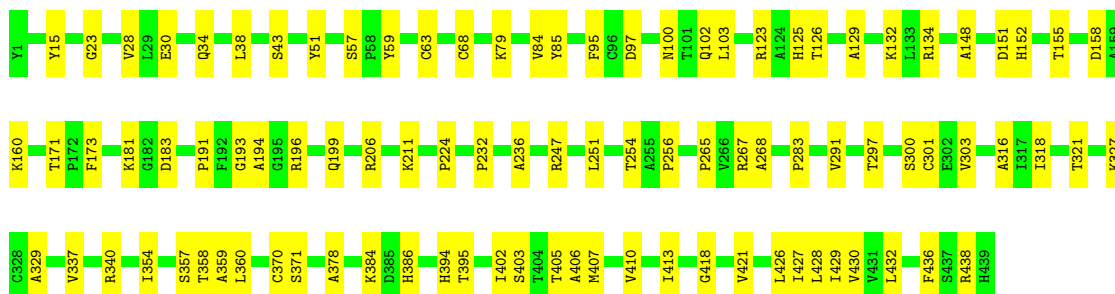 Y1 Y15 G23 V28 L29 E30 Q34 L38 S43 Y51 S57 P58 Y59 C63 C68 K79 V84 Y85 F95 C96 D97 N100 T101 Q102 L103 R123 A124 H125 T126 A129 K132 L133 R134 A148 D151 H152 T155 D158 A159
K160 T171 P172 F173 K181 G182 D183 P191 F192 G193 A194 G195 R196 Q199 R206 K211 P224 P232 A236 R247 L251 T254 A255 P256 P265 V266 R267 A268 P283 V291 T297 S300 C301 E302 V303 A316 I317 I318 T321 K327
C328 A329 V337 R340 I354 S357 T358 A359 L360 C370 S371 A378 K384 D385 H386 H394 T395 I402 S403 T404 T405 A406 M407 V410 I413 G418 V421 L426 I427 L428 I429 V430 V431 L432 F436 S437 R438 H439